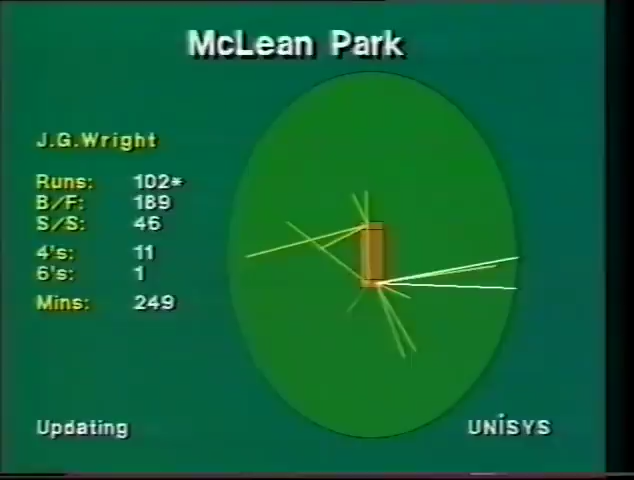 McLean Park
J.G.Wright
Runs: 102*
B/F: 189
S/S: 46
4's: 11
6's: 1
Mins: 249
Updating
UNiSYS